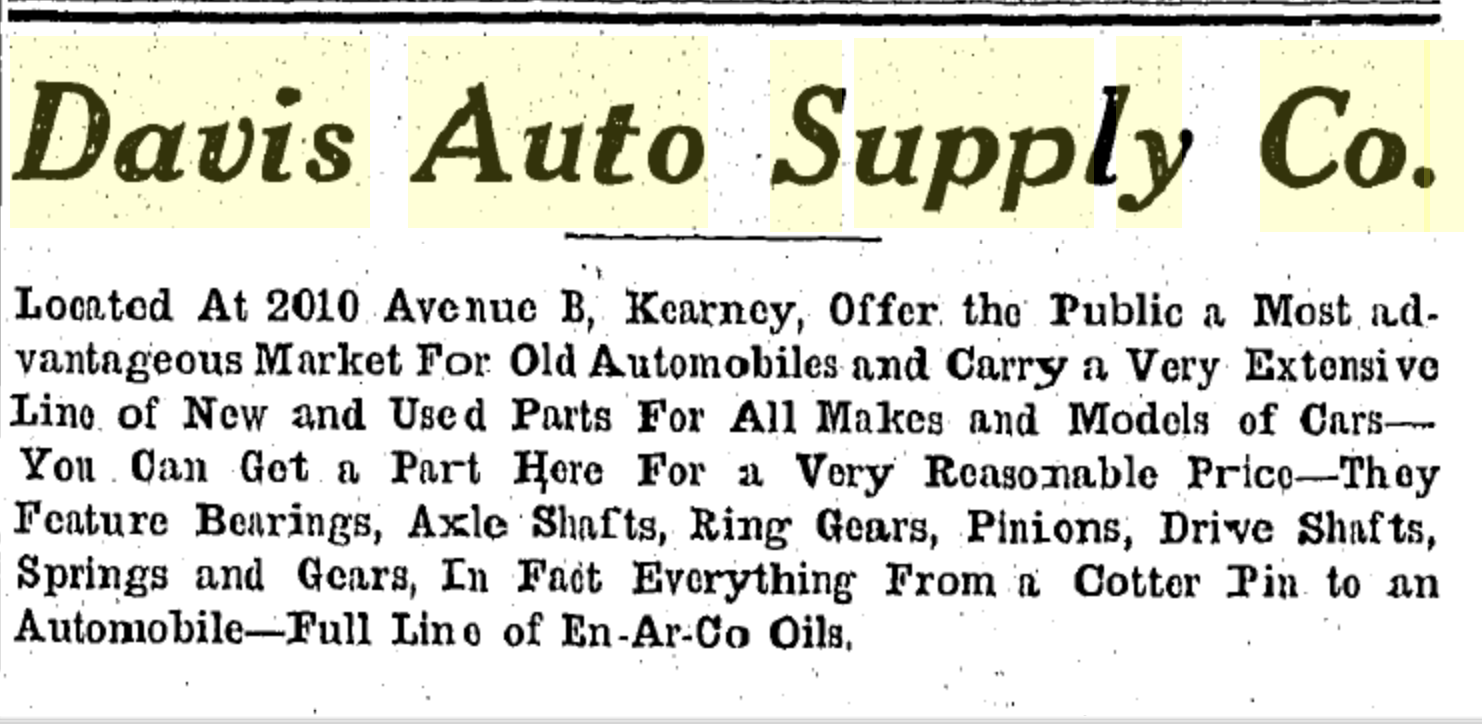 Davis Auto Supply Co.
Located At 2010 Avenue B, Kearney, Offer the Public a Most ad-
vantageous Market For Old Automobiles and Carry a Very Extensive
Line of New and Used Parts For All Makes and Models of Cars—
You Can Get a Part Here For a Very Reasonable Price—They
Feature Bearings, Axle Shafts, Ring Gears, Pinions, Drive Shafts,
Springs and Gears, In Fact Everything From a Cotter Pin to an
Automobile—Full Line of En-Ar-Co Oils.